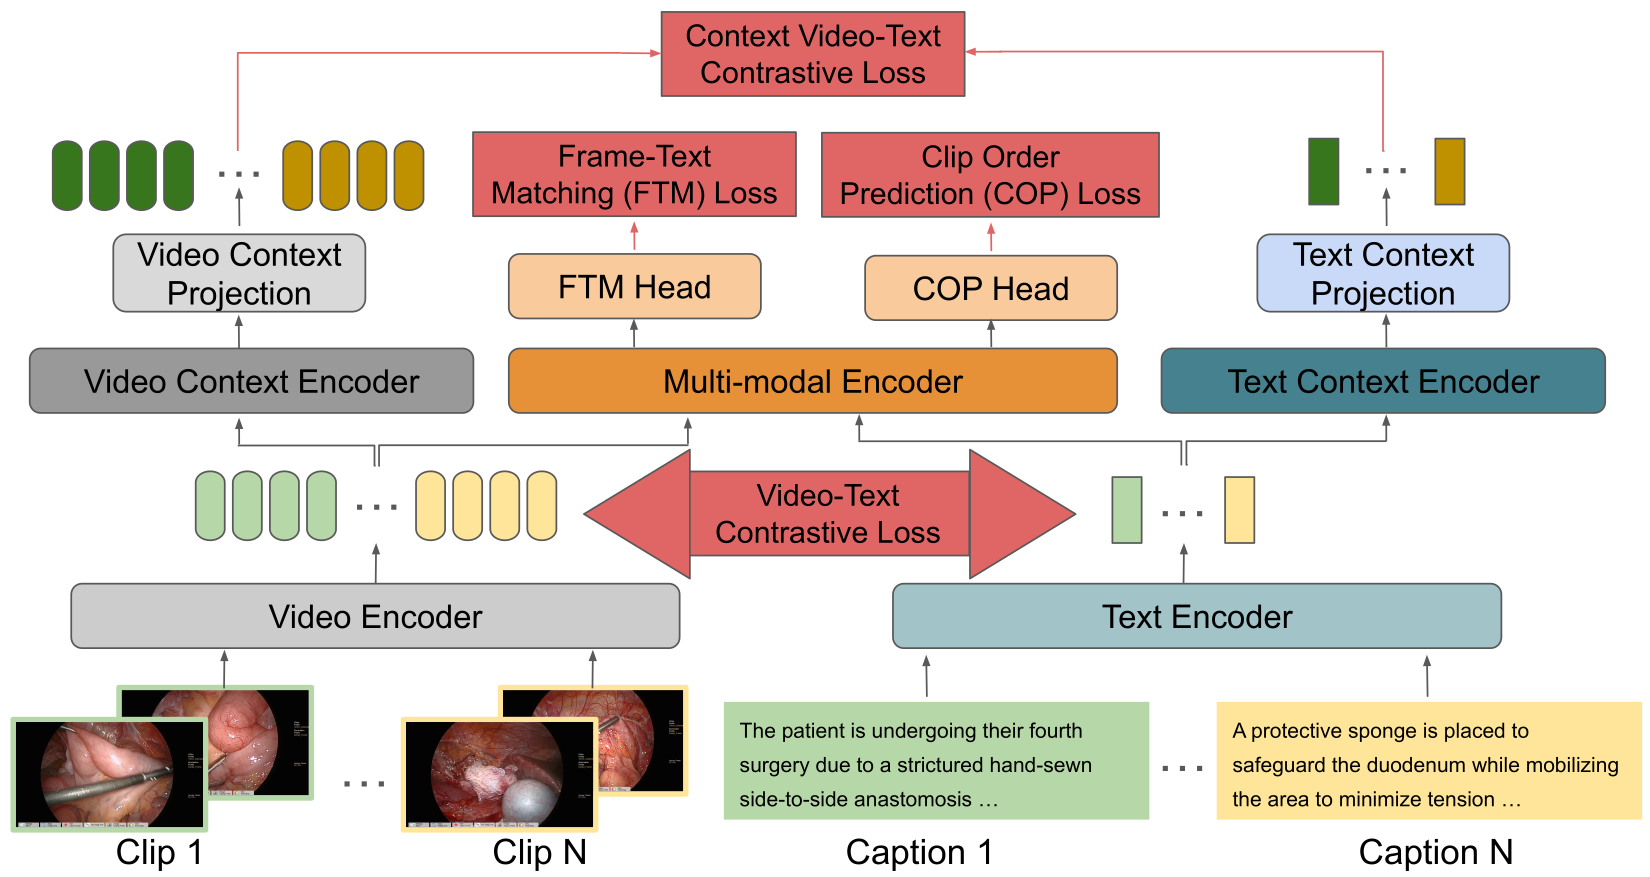 Context Video-Text
Contrastive Loss
Frame-Text
Matching (FTM) Loss
Clip Order
Prediction (COP) Loss
Video Context
Projection
FTM Head
COP Head
Text Context
Projection
Video Context Encoder
Multi-modal Encoder
Text Context Encoder
Video-Text
Contrastive Loss
Video Encoder
Text Encoder
The patient is undergoing their fourth
surgery due to a strictured hand-sewn
side-to-side anastomosis …
A protective sponge is placed to
safeguard the duodenum while mobilizing
the area to minimize tension …
Clip 1
Clip N
Caption 1
Caption N